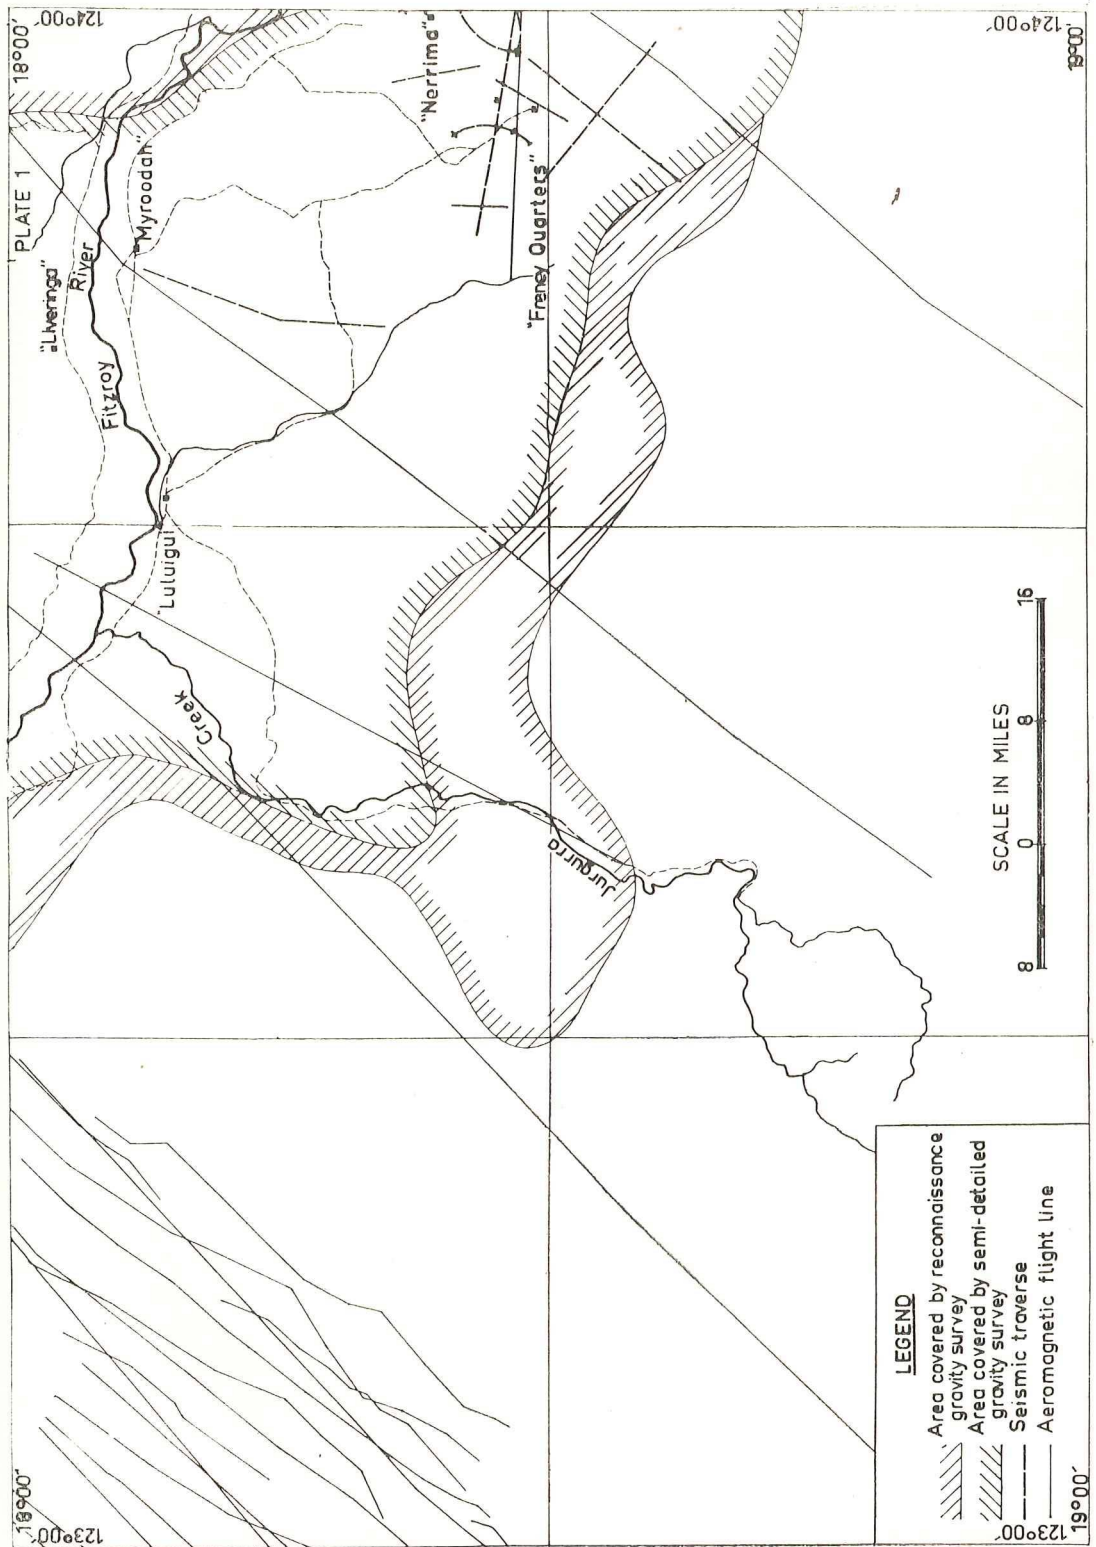 PLATE 1
18°00'
123°00'
18°00'
124°00'
"Liveringa"
River
Fitzroy
"Myroodah"
Luluigui
Creek
"Nerrima"
"Freney Quarters"
Jurgurra
SCALE IN MILES
8 0 8 16
LEGEND
Area covered by reconnaissance
gravity survey
Area covered by semi-detailed
gravity survey
Seismic traverse
Aeromagnetic flight line
123°00'
19°00'
124°00'
19°00